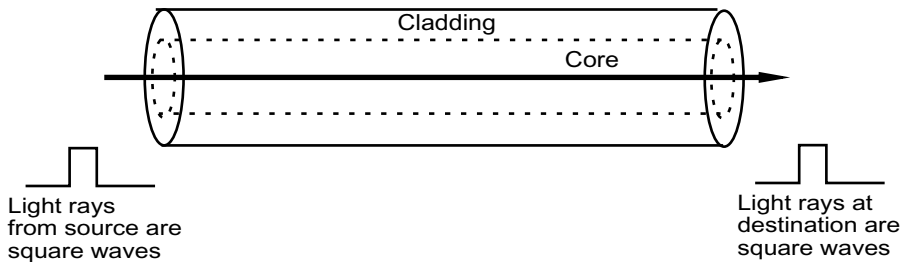 Cladding
Core
Light rays
from source are
square waves
Light rays at
destination are
square waves